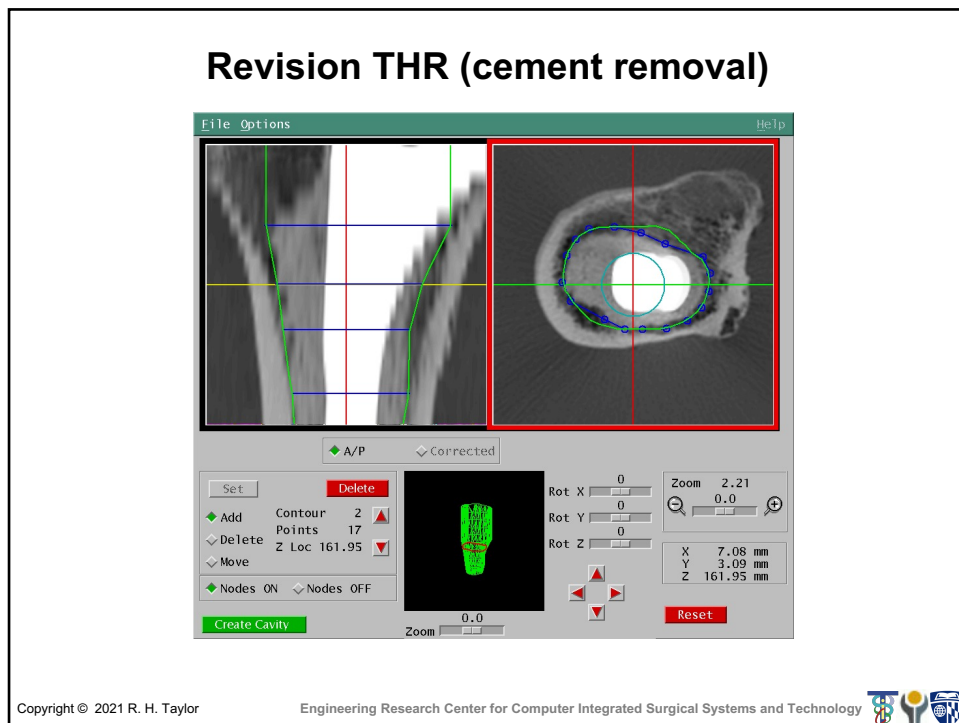 Revision THR (cement removal)
File Options Help
A/P Corrected
Set Delete
Add
Delete
Move
Contour 2
Points 17
Z Loc 161.95
Nodes ON Nodes OFF
Create Cavity
Zoom 0.0
Rot X 0
Rot Y 0
Rot Z 0
Zoom 2.21
0.0
X 7.08 mm
Y 3.09 mm
Z 161.95 mm
Reset
Copyright © 2021 R. H. Taylor
Engineering Research Center for Computer Integrated Surgical Systems and Technology